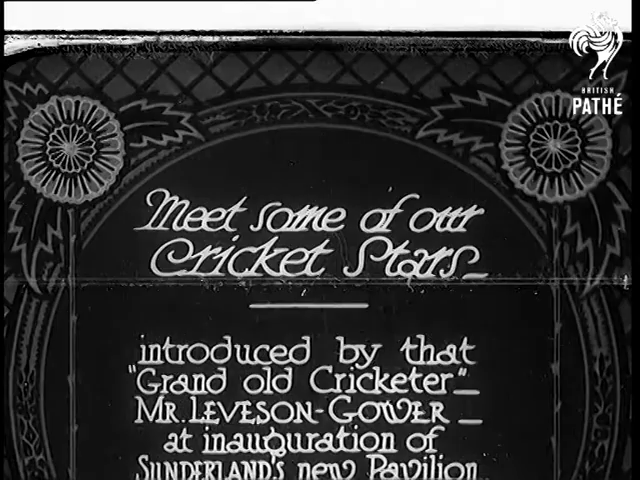 BRITISH
PATHÉ
Meet some of our
Cricket Stars_
introduced by that
"Grand old Cricketer"_
MR. LEVESON-GOWER _
at inauguration of
SUNDERLAND'S new Pavilion